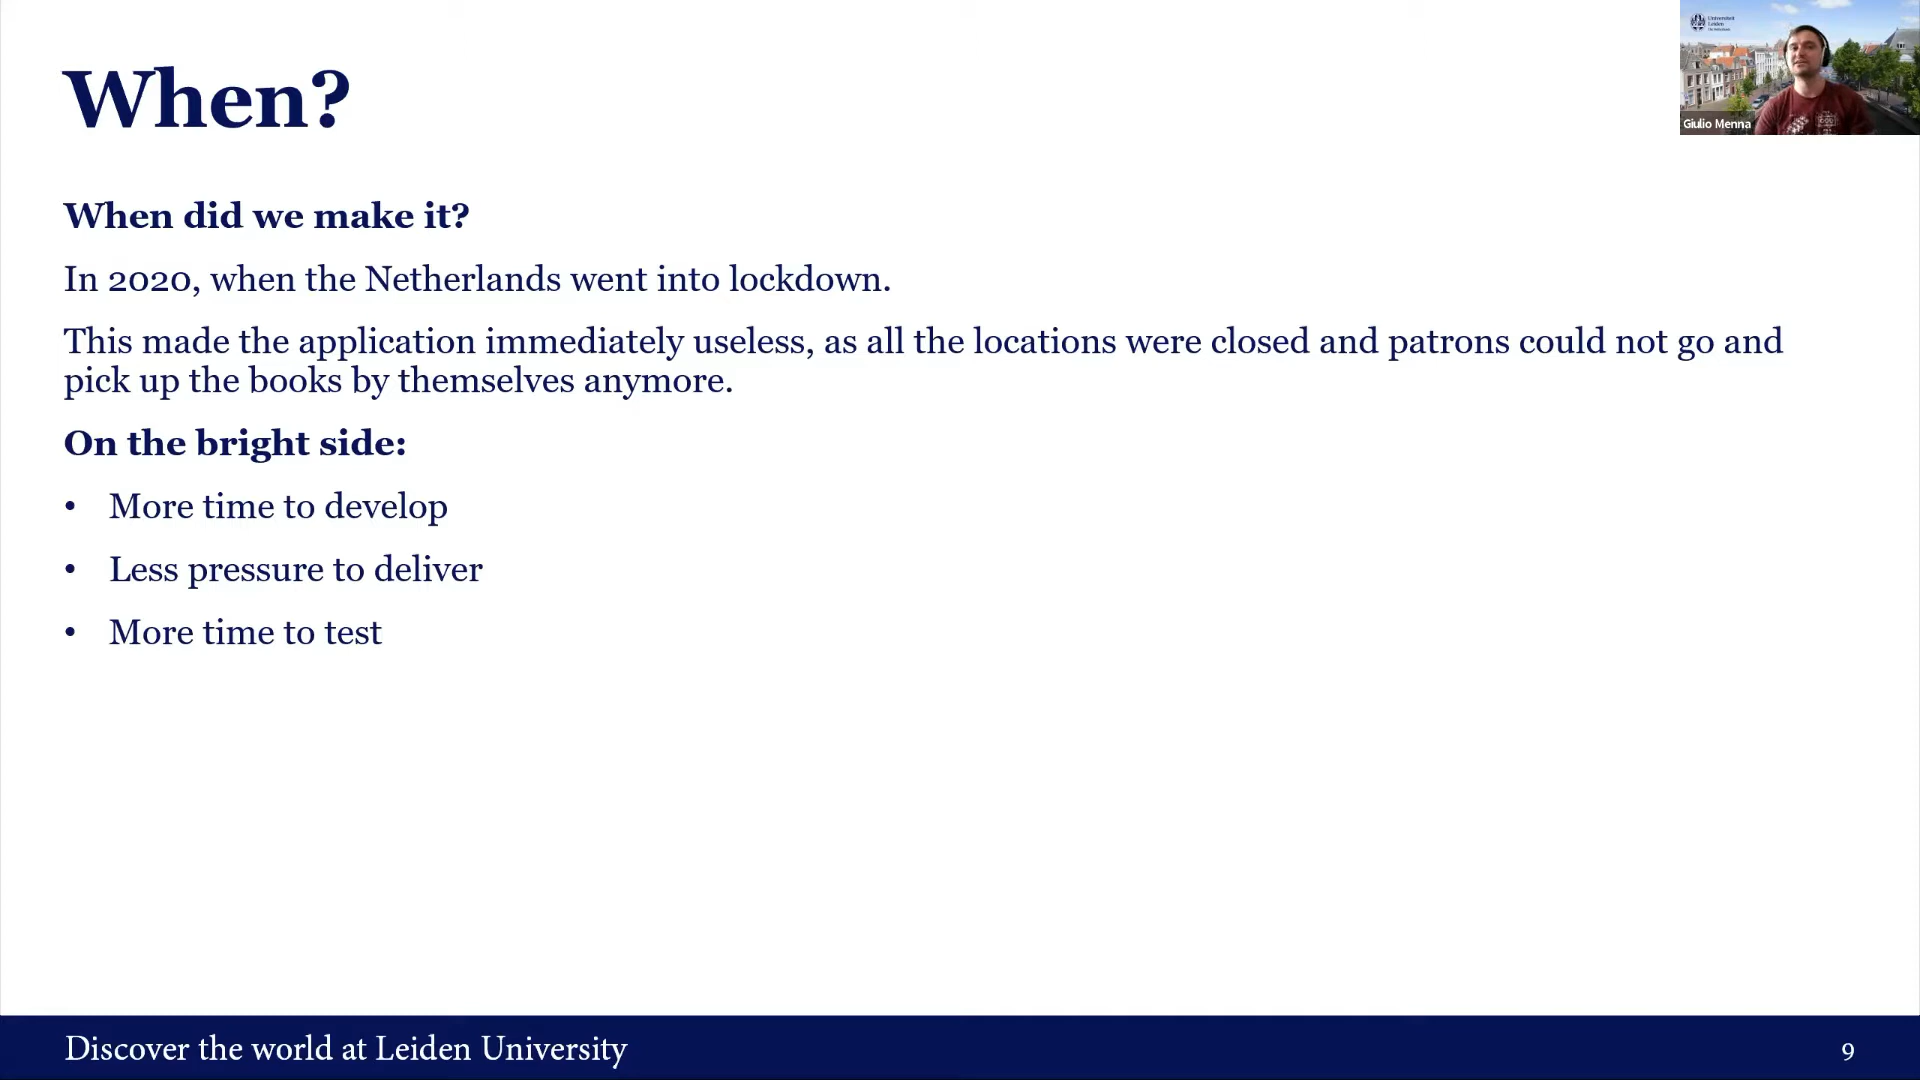 When?
Universiteit
Leiden
Giulio Menna
When did we make it?
In 2020, when the Netherlands went into lockdown.
This made the application immediately useless, as all the locations were closed and patrons could not go and
pick up the books by themselves anymore.
On the bright side:
• More time to develop
• Less pressure to deliver
• More time to test
Discover the world at Leiden University
9